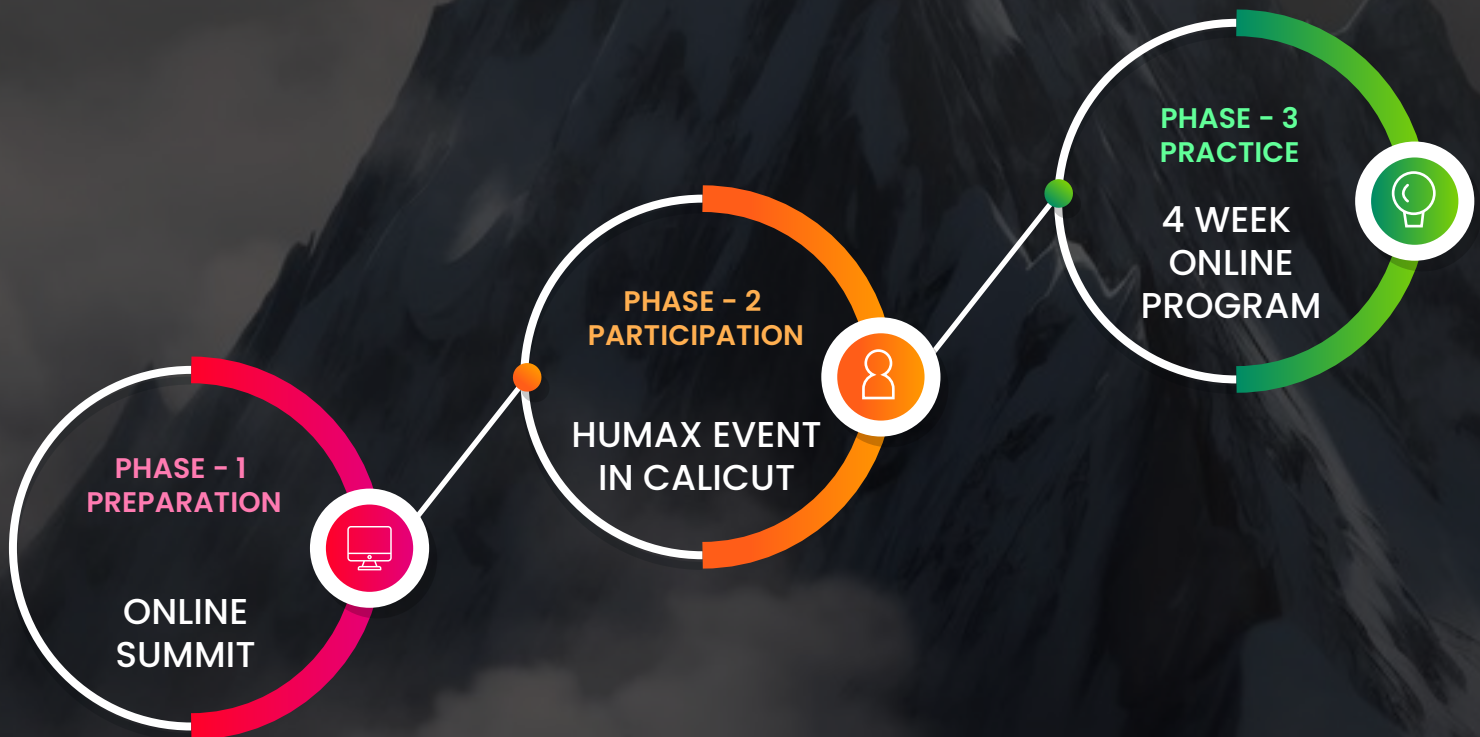 PHASE - 1
PREPARATION
ONLINE
SUMMIT
PHASE - 2
PARTICIPATION
HUMAX EVENT
IN CALICUT
PHASE - 3
PRACTICE
4 WEEK
ONLINE
PROGRAM